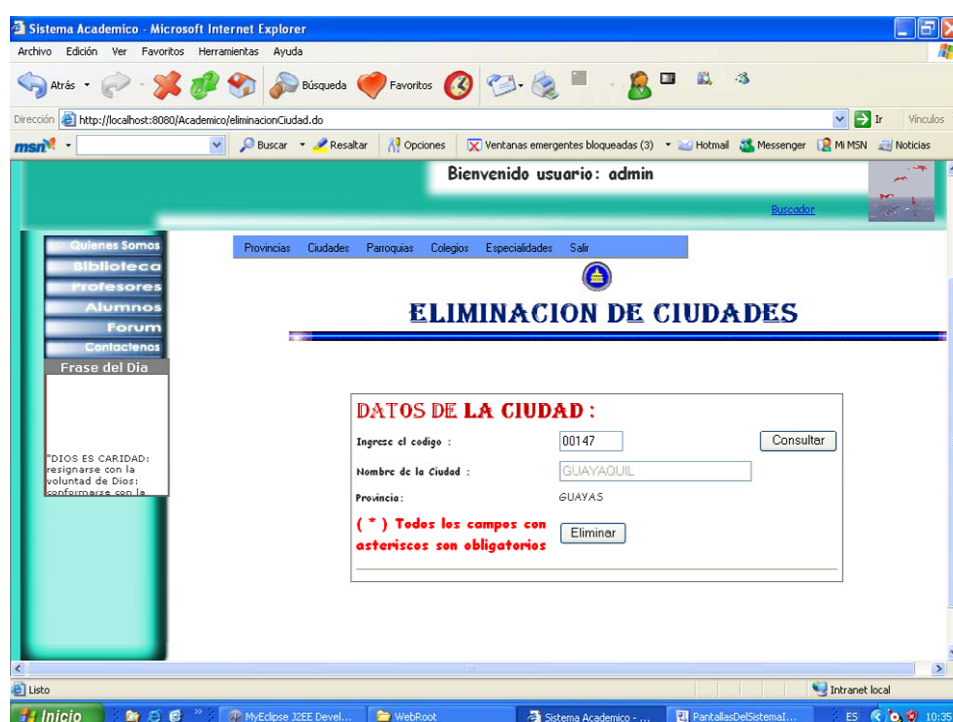 Sistema Academico - Microsoft Internet Explorer
Archivo Edición Ver Favoritos Herramientas Ayuda
Atrás Búsqueda Favoritos
Dirección http://localhost:8080/Academico/eliminacionCiudad.do Ir Vínculos
msn Buscar Resaltar Opciones Ventanas emergentes bloqueadas (3) Hotmail Messenger Mi MSN Noticias
Bienvenido usuario: admin
Buscador
Quienes Somos
Biblioteca
Profesores
Alumnos
Forum
Contactenos
Frase del Dia
"DIOS ES CARIDAD:
resignarse con la
voluntad de Dios:
conformarse con la
Provincias Ciudades Parroquias Colegios Especialidades Salir
ELIMINACION DE CIUDADES
DATOS DE LA CIUDAD :
Ingrese el codigo : 00147 Consultar
Nombre de la Ciudad : GUAYAQUIL
Provincia: GUAYAS
( * ) Todos los campos con
asteriscos son obligatorios
Eliminar
Listo Intranet local
Inicio MyEclipse J2EE Devel... WebRoot Sistema Academico - ... PantallasDelSistemaI... ES 10:35